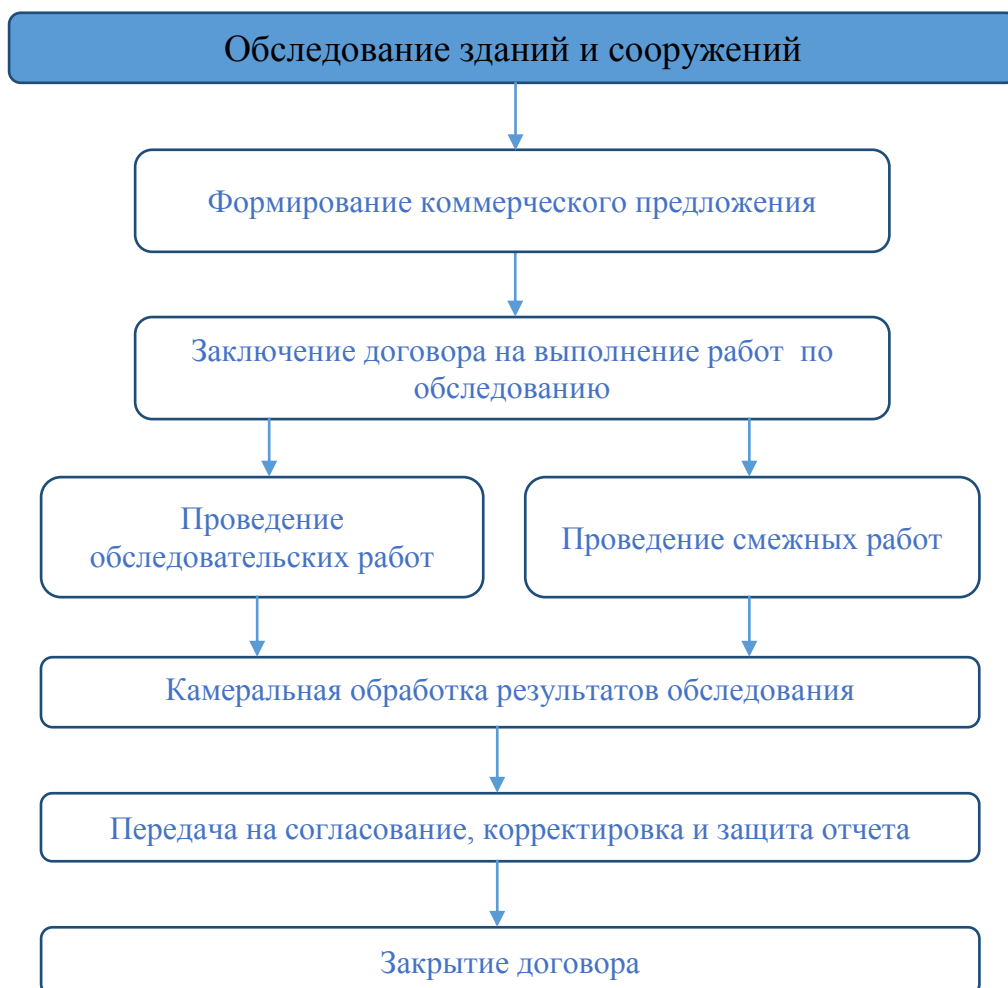 Обследование зданий и сооружений
Формирование коммерческого предложения
Заключение договора на выполнение работ по
обследованию
Проведение
обследовательских работ
Проведение смежных работ
Камеральная обработка результатов обследования
Передача на согласование, корректировка и защита отчета
Закрытие договора